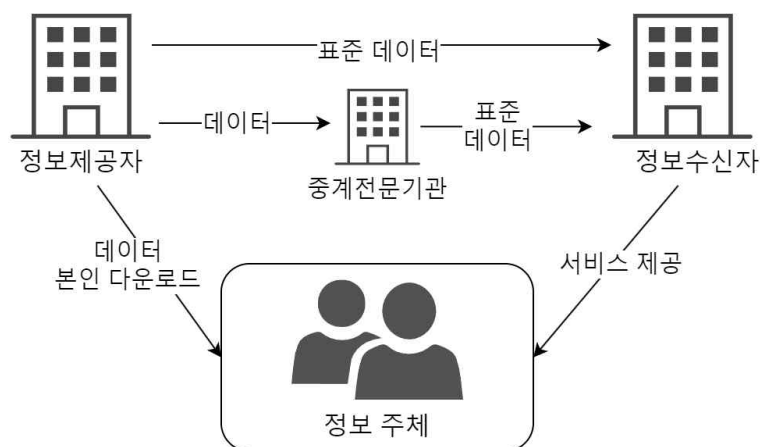 표준 데이터
데이터
표준
데이터
정보제공자
중계전문기관
정보수신자
데이터
본인 다운로드
서비스 제공
정보 주체